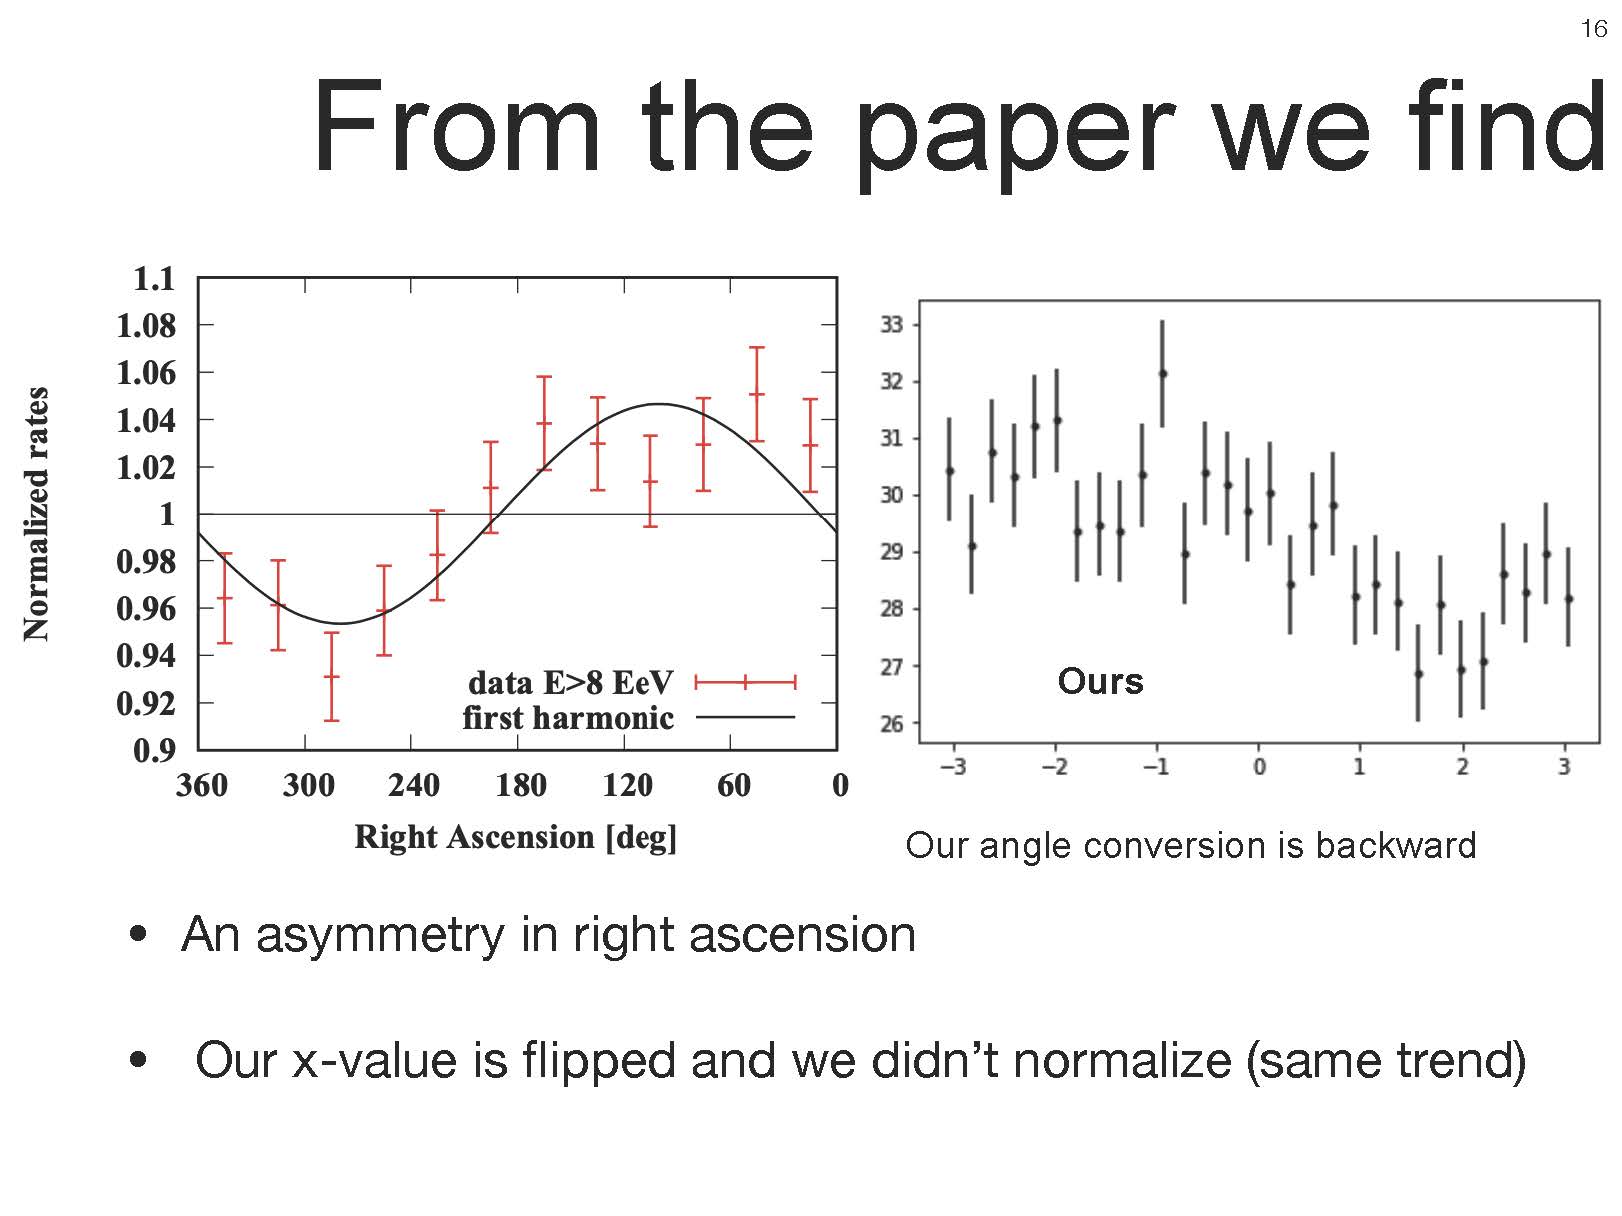 16
From the paper we find
1.1
1.08
1.06
1.04
1.02
1
0.98
0.96
0.94
0.92
0.9
Normalized rates
data E>8 EeV
first harmonic
360 300 240 180 120 60 0
Right Ascension [deg]
33
32
31
30
29
28
27
26
Ours
−3 −2 −1 0 1 2 3
Our angle conversion is backward
• An asymmetry in right ascension
• Our x-value is flipped and we didn't normalize (same trend)